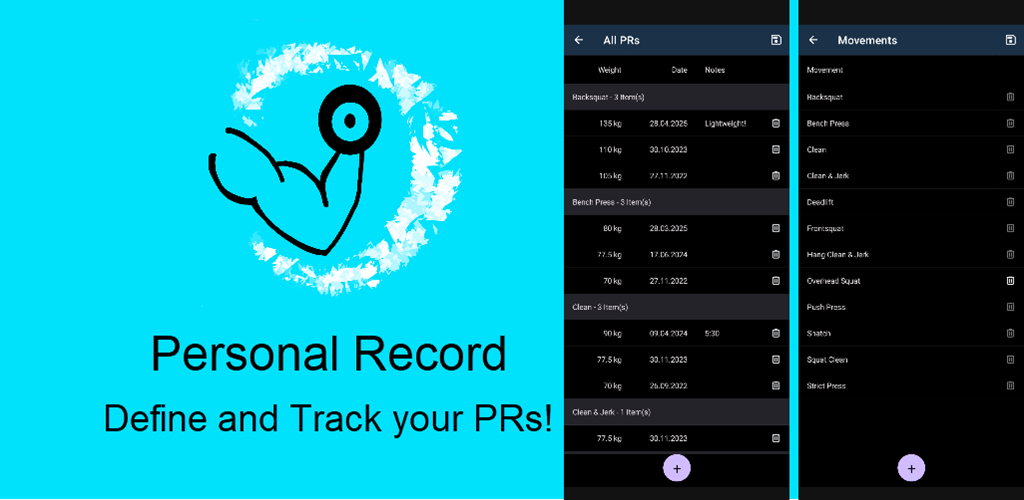 Personal Record
Define and Track your PRs!
All PRs
Weight Date Notes
Backsquat - 3 Item(s)
135 kg 28.04.2025 Lightweight!
110 kg 30.10.2023
105 kg 27.11.2022
Bench Press - 3 Item(s)
80 kg 28.03.2025
77.5 kg 17.06.2024
70 kg 27.11.2022
Clean - 3 Item(s)
90 kg 09.04.2024 5:30
77.5 kg 30.11.2023
70 kg 26.09.2022
Clean & Jerk - 1 Item(s)
77.5 kg 30.11.2023
+
Movements
Movement
Backsquat
Bench Press
Clean
Clean & Jerk
Deadlift
Frontsquat
Hang Clean & Jerk
Overhead Squat
Push Press
Snatch
Squat Clean
Strict Press
+